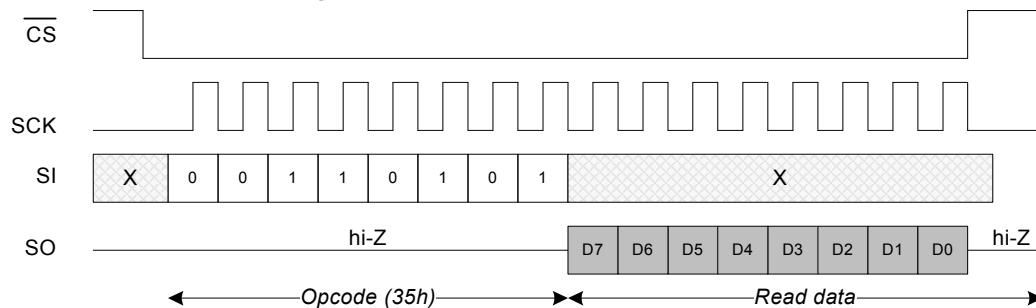 CS
SCK
SI X 0 0 1 1 0 1 0 1 X
SO hi-Z D7 D6 D5 D4 D3 D2 D1 D0 hi-Z
Opcode (35h) Read data